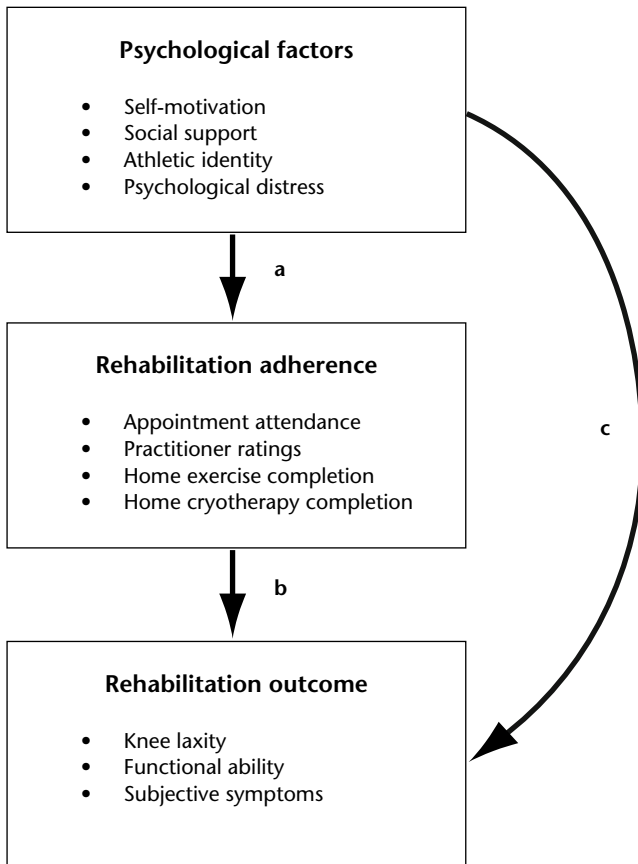 Psychological factors
• Self-motivation
• Social support
• Athletic identity
• Psychological distress
a
Rehabilitation adherence
• Appointment attendance
• Practitioner ratings
• Home exercise completion
• Home cryotherapy completion
c
b
Rehabilitation outcome
• Knee laxity
• Functional ability
• Subjective symptoms